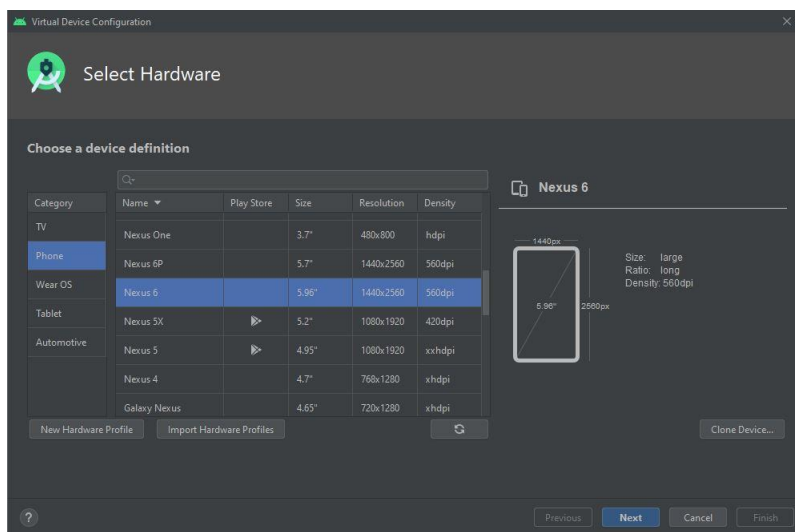 Virtual Device Configuration
Select Hardware
Choose a device definition
Category
TV
Phone
Wear OS
Tablet
Automotive
Name Play Store Size Resolution Density
Nexus One 3.7" 480x800 hdpi
Nexus 6P 5.7" 1440x2560 560dpi
Nexus 6 5.96" 1440x2560 560dpi
Nexus 5X 5.2" 1080x1920 420dpi
Nexus 5 4.95" 1080x1920 xxhdpi
Nexus 4 4.7" 768x1280 xhdpi
Galaxy Nexus 4.65" 720x1280 xhdpi
New Hardware Profile Import Hardware Profiles
Nexus 6
1440px
5.96" 2560px
Size: large
Ratio: long
Density: 560dpi
Clone Device...
? Previous Next Cancel Finish